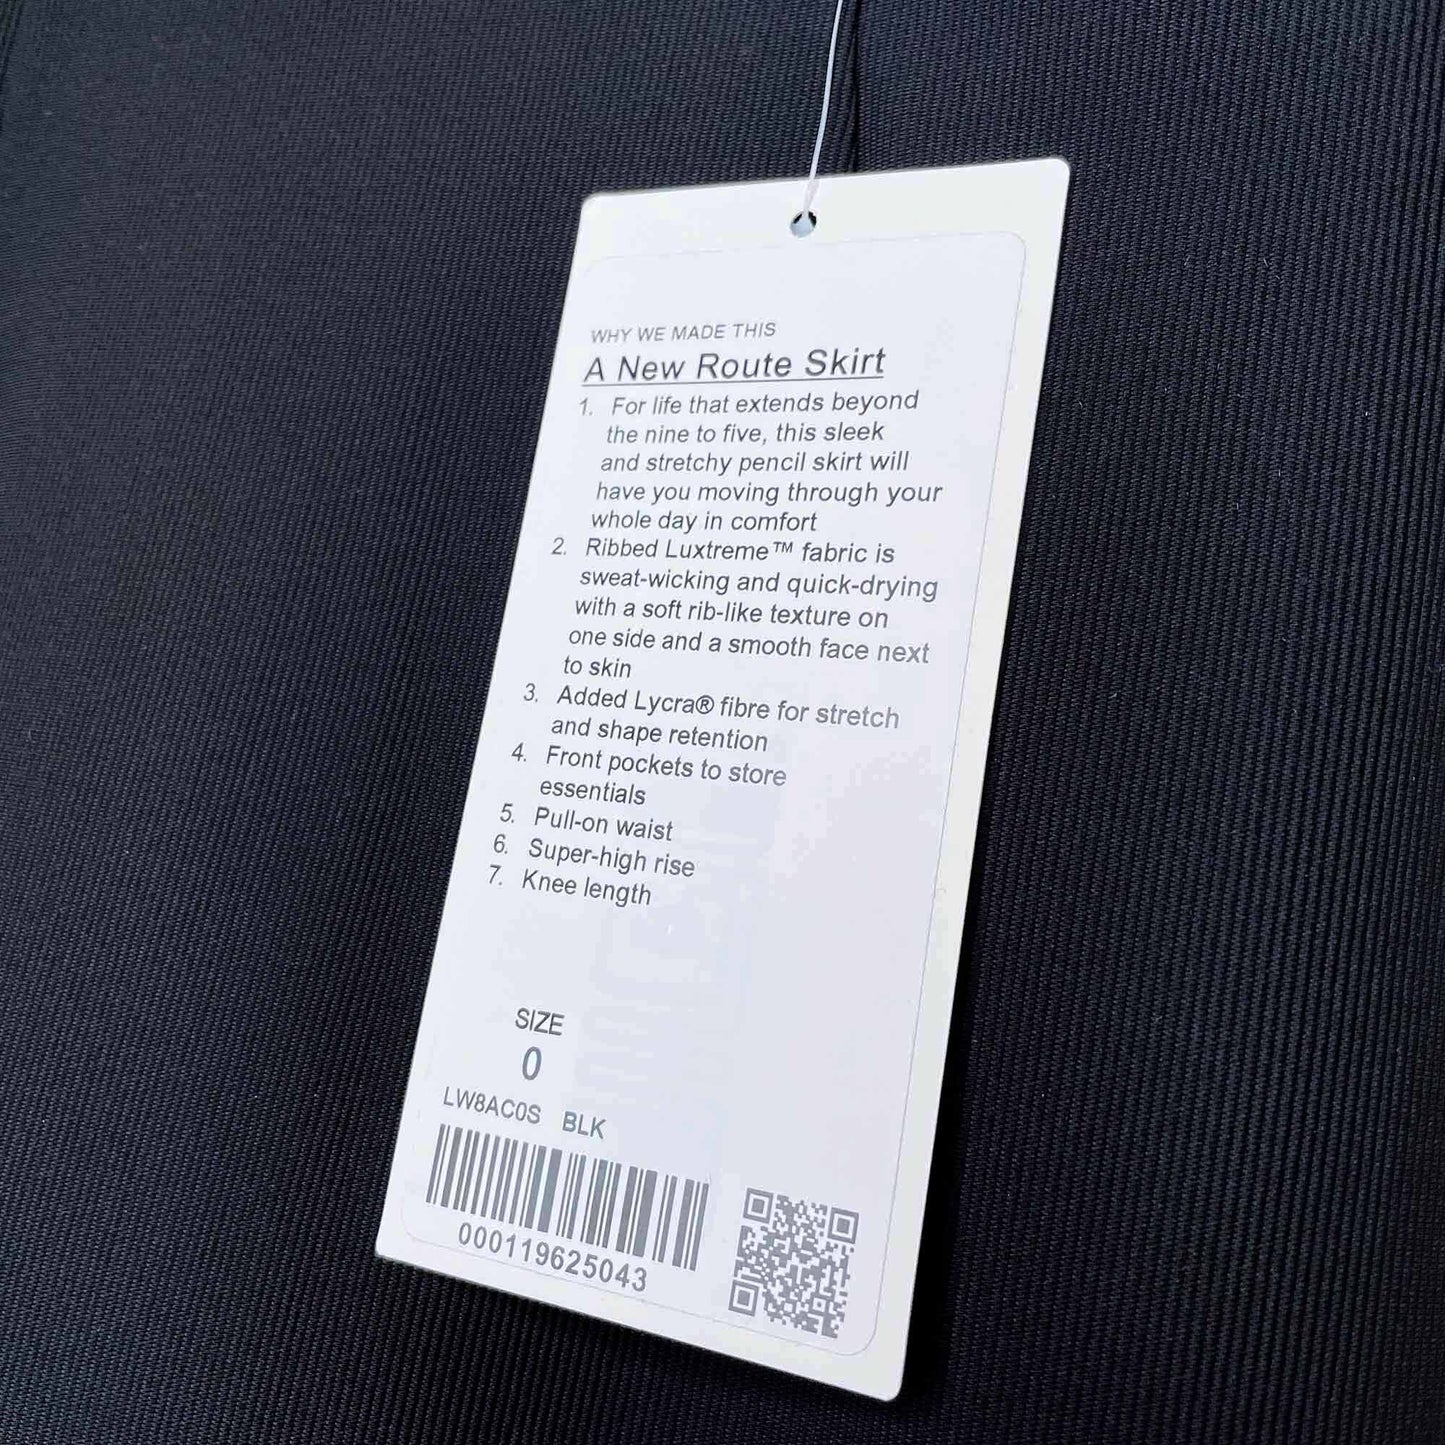 WHY WE MADE THIS
A New Route Skirt
1. For life that extends beyond
the nine to five, this sleek
and stretchy pencil skirt will
have you moving through your
whole day in comfort
2. Ribbed Luxtreme™ fabric is
sweat-wicking and quick-drying
with a soft rib-like texture on
one side and a smooth face next
to skin
3. Added Lycra® fibre for stretch
and shape retention
4. Front pockets to store
essentials
5. Pull-on waist
6. Super-high rise
7. Knee length
SIZE
0
LW8AC0S BLK
000119625043